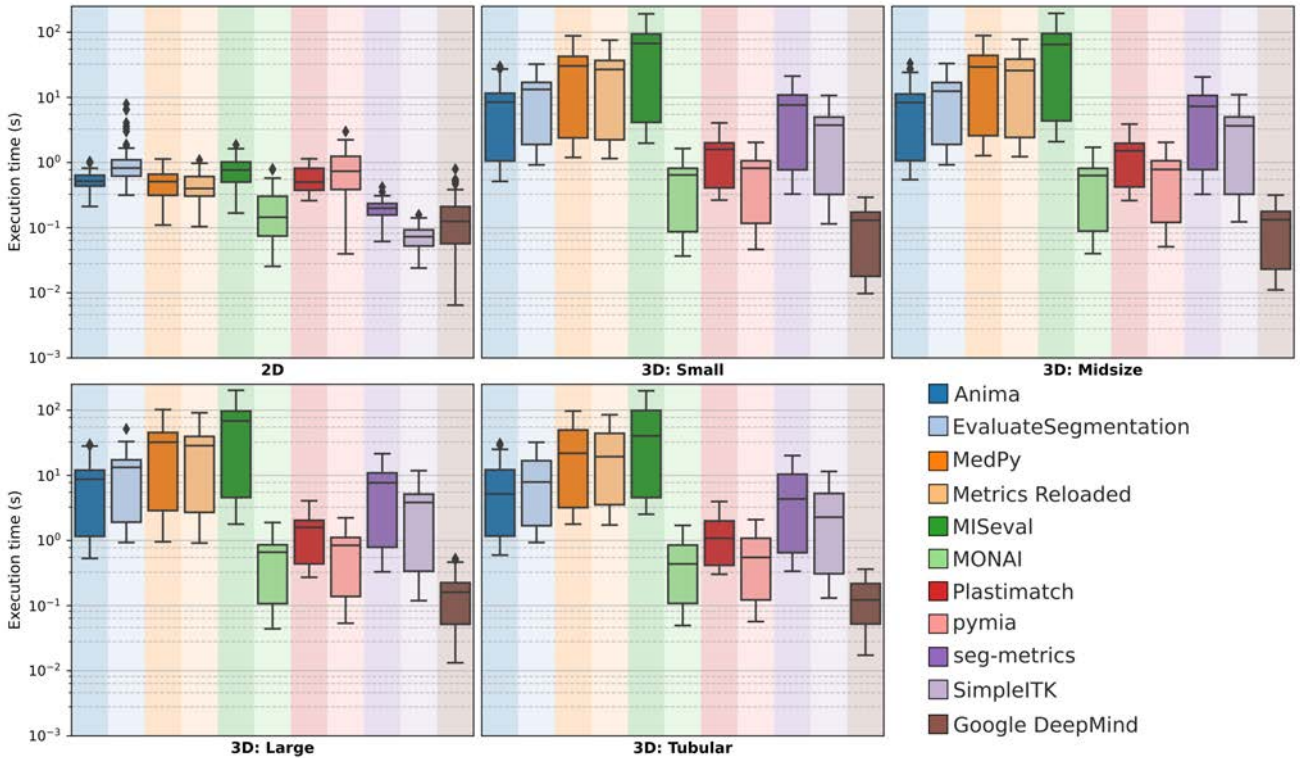 Execution time (s)
10²
10¹
10⁰
10⁻¹
10⁻²
10⁻³
2D
3D: Small
3D: Midsize
Execution time (s)
10²
10¹
10⁰
10⁻¹
10⁻²
10⁻³
3D: Large
3D: Tubular
Anima
EvaluateSegmentation
MedPy
Metrics Reloaded
MISeval
MONAI
Plastimatch
pymia
seg-metrics
SimpleITK
Google DeepMind